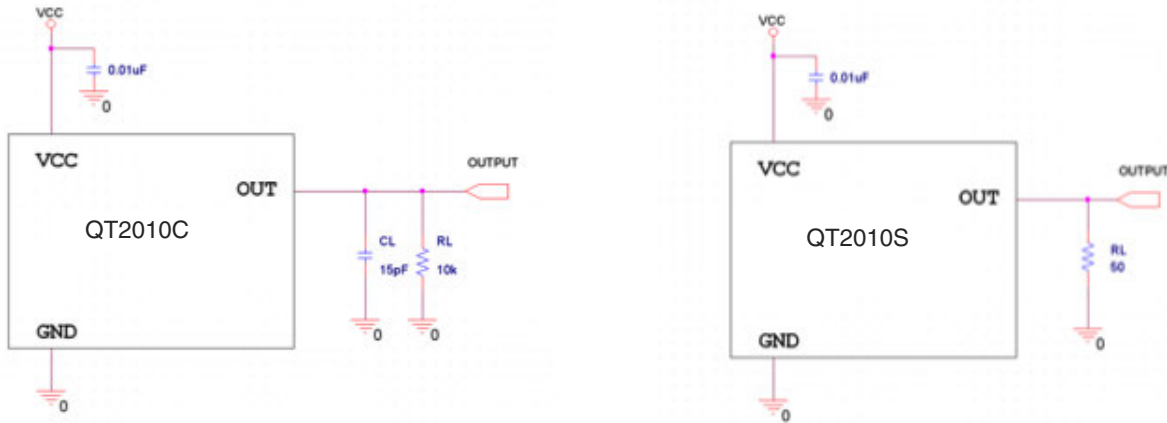 VCC
0.01uF
0
VCC
OUT
OUTPUT
QT2010C
CL
15pF
RL
10k
0
0
GND
0
VCC
0.01uF
0
VCC
OUT
OUTPUT
QT2010S
RL
50
0
GND
0